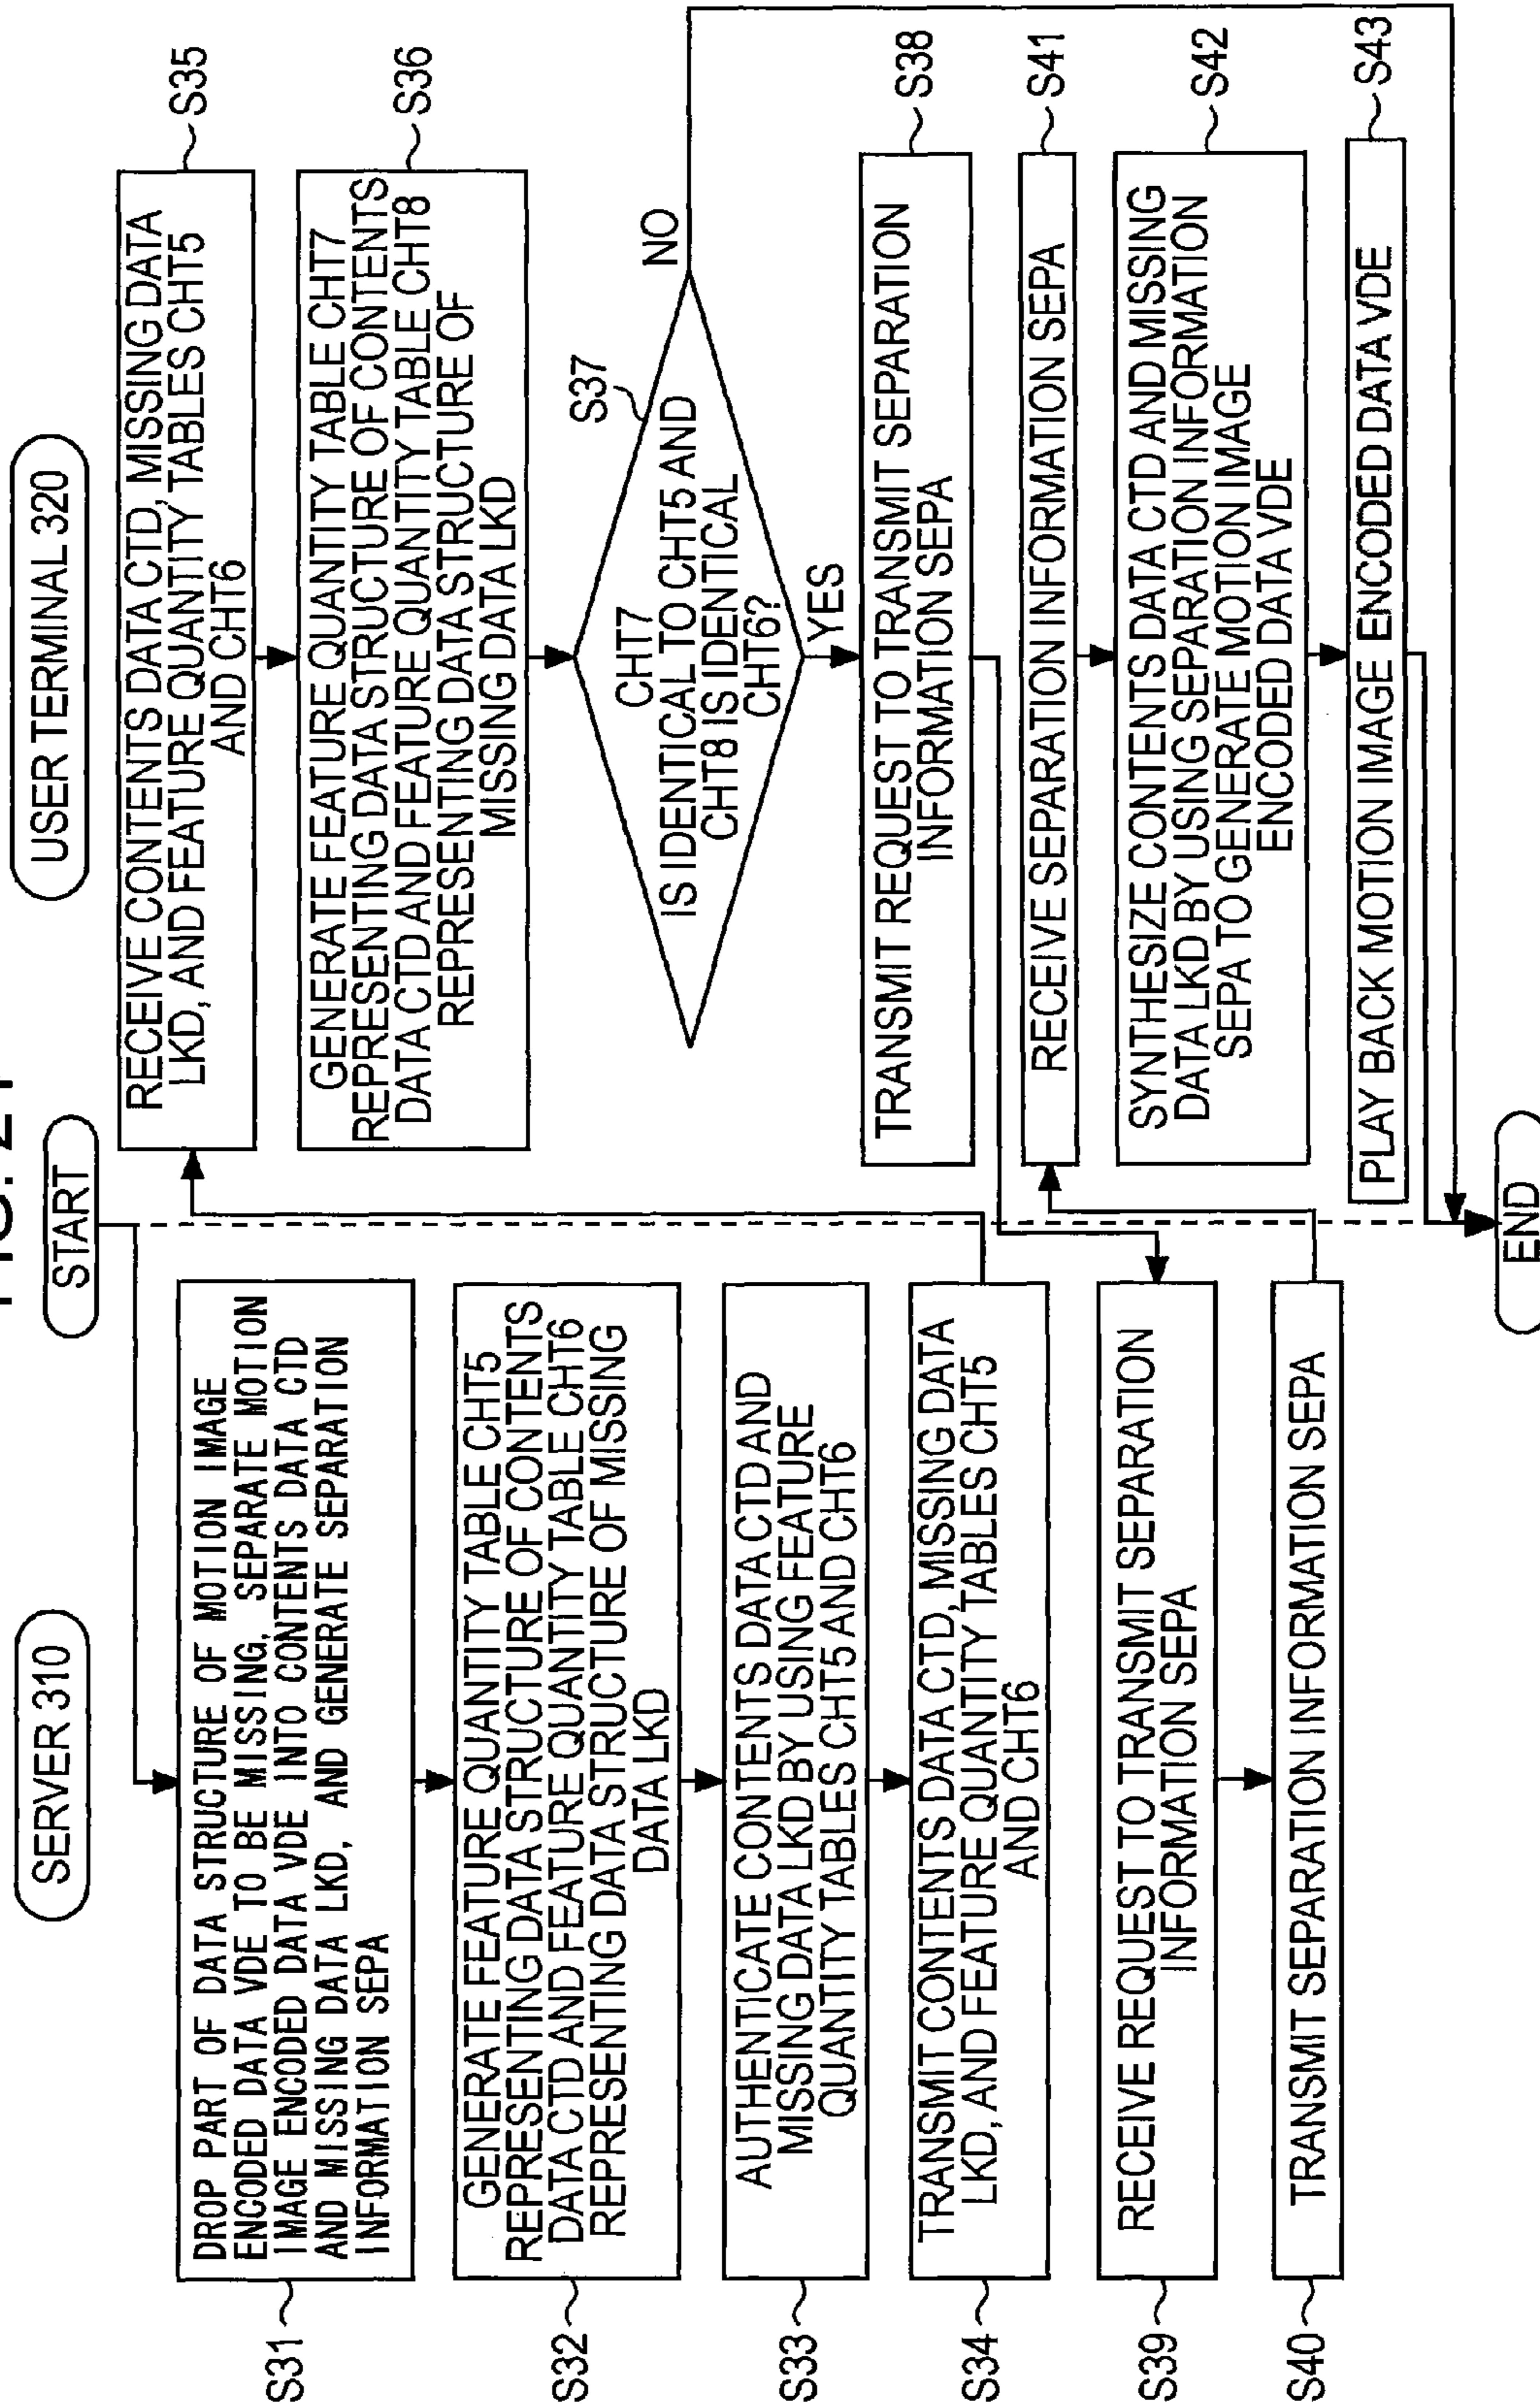 START
SERVER 310
S31
DROP PART OF DATA STRUCTURE OF MOTION IMAGE
ENCODED DATA VDE TO BE MISSING, SEPARATE MOTION
IMAGE ENCODED DATA VDE INTO CONTENTS DATA CTD
AND MISSING DATA LKD, AND GENERATE SEPARATION
INFORMATION SEPA
S32
GENERATE FEATURE QUANTITY TABLE CHT5
REPRESENTING DATA STRUCTURE OF CONTENTS
DATA CTD AND FEATURE QUANTITY TABLE CHT6
REPRESENTING DATA STRUCTURE OF MISSING
DATA LKD
S33
AUTHENTICATE CONTENTS DATA CTD AND
MISSING DATA LKD BY USING FEATURE
QUANTITY TABLES CHT5 AND CHT6
S34
TRANSMIT CONTENTS DATA CTD, MISSING DATA
LKD, AND FEATURE QUANTITY TABLES CHT5
AND CHT6
S39
RECEIVE REQUEST TO TRANSMIT SEPARATION
INFORMATION SEPA
S40
TRANSMIT SEPARATION INFORMATION SEPA
USER TERMINAL 320
RECEIVE CONTENTS DATA CTD, MISSING DATA
LKD, AND FEATURE QUANTITY TABLES CHT5
AND CHT6
S35
GENERATE FEATURE QUANTITY TABLE CHT7
REPRESENTING DATA STRUCTURE OF CONTENTS
DATA CTD AND FEATURE QUANTITY TABLE CHT8
REPRESENTING DATA STRUCTURE OF
MISSING DATA LKD
S36
S37
CHT7
IS IDENTICAL TO CHT5 AND
CHT8 IS IDENTICAL
CHT6?
NO
YES
TRANSMIT REQUEST TO TRANSMIT SEPARATION
INFORMATION SEPA
S38
RECEIVE SEPARATION INFORMATION SEPA
S41
SYNTHESIZE CONTENTS DATA CTD AND MISSING
DATA LKD BY USING SEPARATION INFORMATION
SEPA TO GENERATE MOTION IMAGE
ENCODED DATA VDE
S42
PLAY BACK MOTION IMAGE ENCODED DATA VDE
S43
END